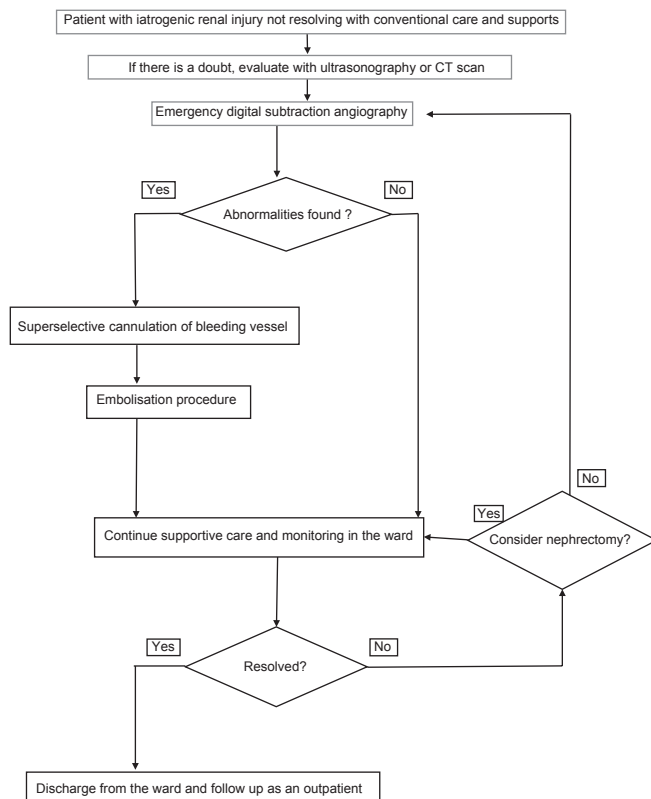 Patient with iatrogenic renal injury not resolving with conventional care and supports
If there is a doubt, evaluate with ultrasonography or CT scan
Emergency digital subtraction angiography
Yes
No
Abnormalities found ?
Superselective cannulation of bleeding vessel
Embolisation procedure
No
Yes
Continue supportive care and monitoring in the ward
Consider nephrectomy?
Yes
No
Resolved?
Discharge from the ward and follow up as an outpatient